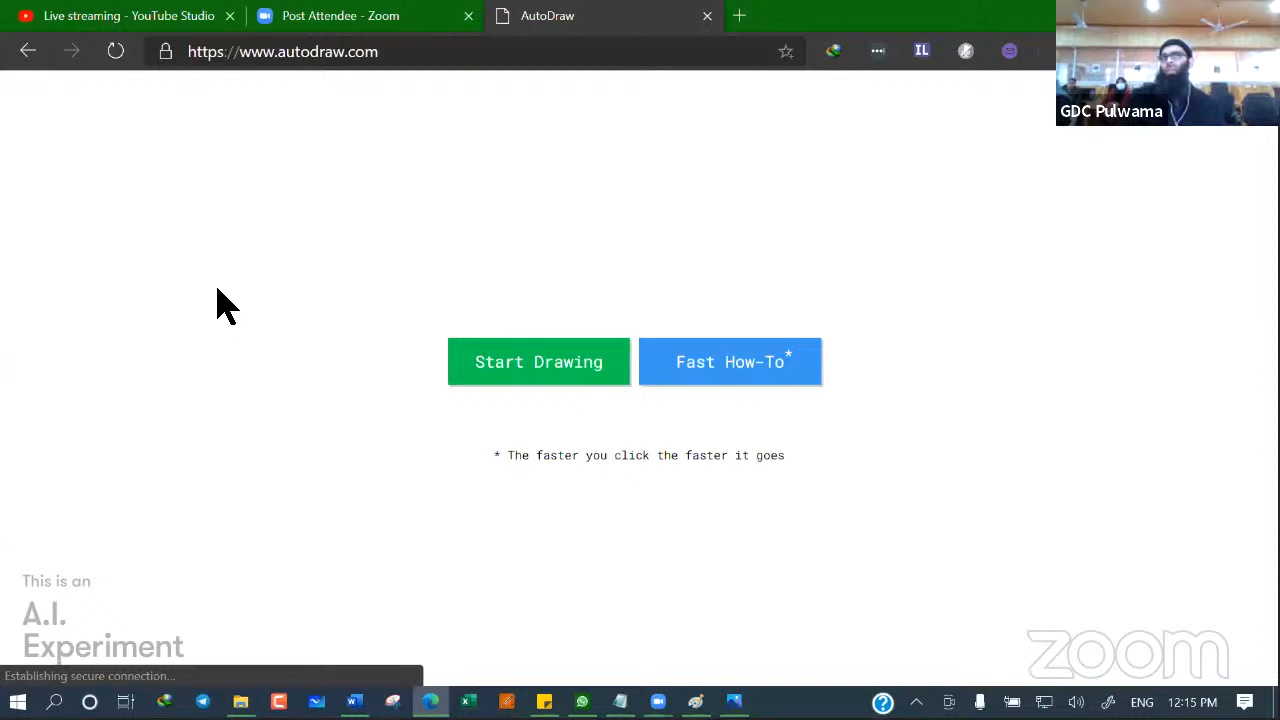 Live streaming - YouTube Studio
Post Attendee - Zoom
AutoDraw
https://www.autodraw.com
IL
GDC Pulwama
Start Drawing
Fast How-To*
* The faster you click the faster it goes
This is an
A.I.
Experiment
zoom
Establishing secure connection...
ENG
12:15 PM